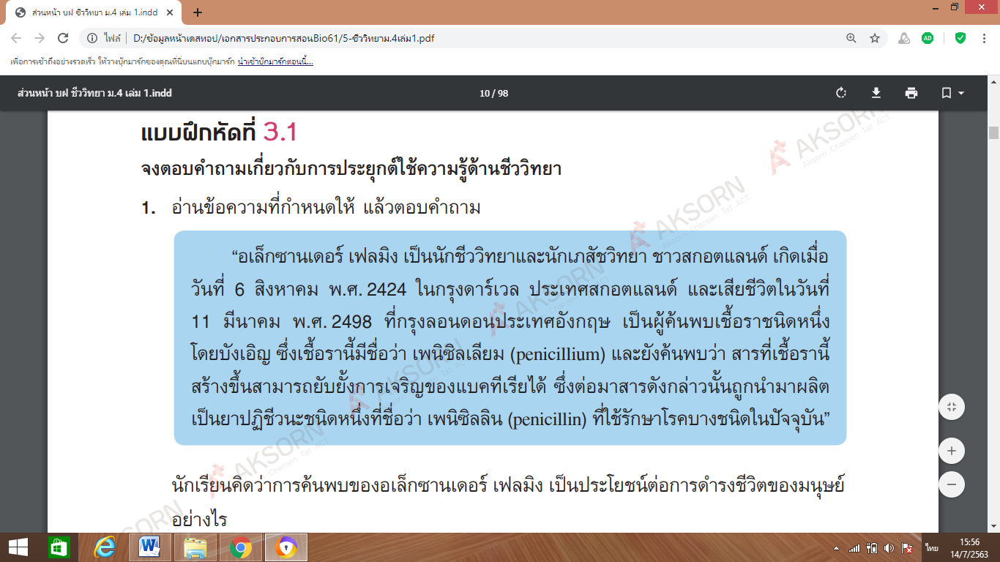 ส่วนหน้า บฝ ชีววิทยา ม.4 เล่ม 1.indd
ไฟล์ D:/ข้อมูลหน้าเดสทอป/เอกสารประกอบการสอนBio61/5-ชีววิทยาม.4เล่ม1.pdf
เพื่อการเข้าถึงอย่างรวดเร็ว ให้วางบุ๊กมาร์กของคุณที่นี่บนแถบบุ๊กมาร์ก นำเข้าบุ๊กมาร์กตอนนี้...
ส่วนหน้า บฝ ชีววิทยา ม.4 เล่ม 1.indd 10 / 98
แบบฝึกหัดที่ 3.1
จงตอบคำถามเกี่ยวกับการประยุกต์ใช้ความรู้ด้านชีววิทยา
1. อ่านข้อความที่กำหนดให้ แล้วตอบคำถาม
“อเล็กซานเดอร์ เฟลมิง เป็นนักชีววิทยาและนักเภสัชวิทยา ชาวสกอตแลนด์ เกิดเมื่อ
วันที่ 6 สิงหาคม พ.ศ. 2424 ในกรุงดาร์เวล ประเทศสกอตแลนด์ และเสียชีวิตในวันที่
11 มีนาคม พ.ศ. 2498 ที่กรุงลอนดอนประเทศอังกฤษ เป็นผู้ค้นพบเชื้อราชนิดหนึ่ง
โดยบังเอิญ ซึ่งเชื้อรานี้มีชื่อว่า เพนิซิลเลียม (penicillium) และยังค้นพบว่า สารที่เชื้อรานี้
สร้างขึ้นสามารถยับยั้งการเจริญของแบคทีเรียได้ ซึ่งต่อมาสารดังกล่าวนั้นถูกนำมาผลิต
เป็นยาปฏิชีวนะชนิดหนึ่งที่ชื่อว่า เพนิซิลลิน (penicillin) ที่ใช้รักษาโรคบางชนิดในปัจจุบัน”
นักเรียนคิดว่าการค้นพบของอเล็กซานเดอร์ เฟลมิง เป็นประโยชน์ต่อการดำรงชีวิตของมนุษย์
อย่างไร
AKSORN
Aksorn Charoen Tat ACT.
AKSORN
Aksorn Charoen Tat ACT.
AKSORN
Aksorn Charoen Tat ACT.
AKSORN
Aksorn Charoen Tat ACT.
AKSORN
Charoen Tat ACT.
AKSORN
AD
ไทย
15:56
14/7/2563